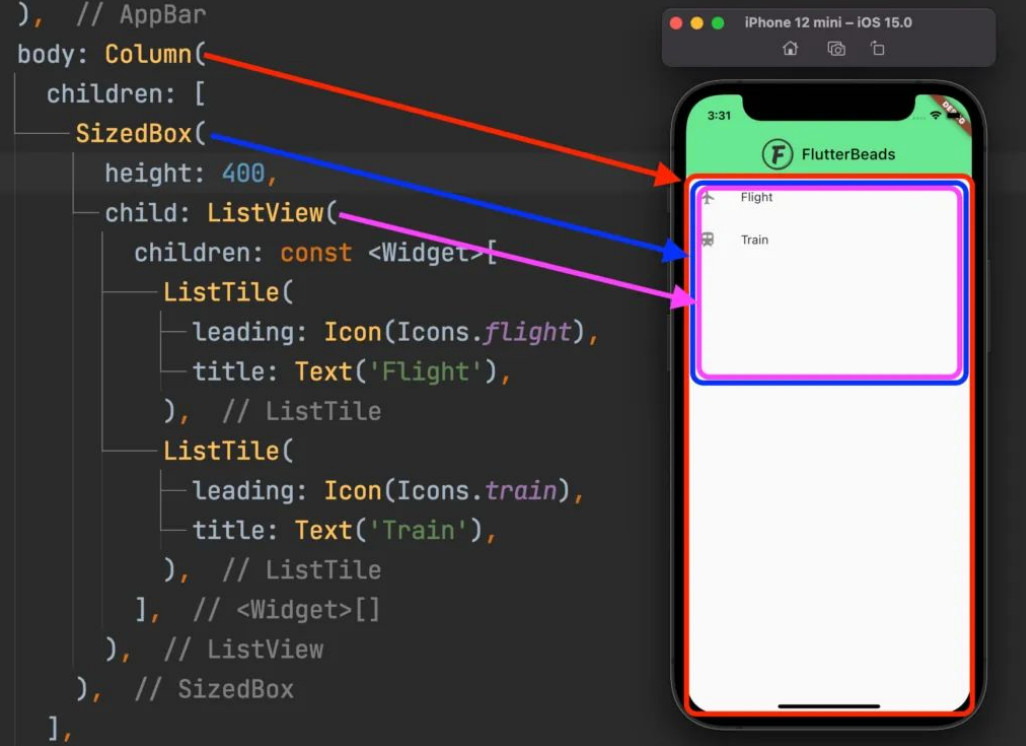 ), // AppBar
body: Column(
children: [
SizedBox(
height: 400,
child: ListView(
children: const <Widget>[
ListTile(
leading: Icon(Icons.flight),
title: Text('Flight'),
), // ListTile
ListTile(
leading: Icon(Icons.train),
title: Text('Train'),
), // ListTile
], // <Widget>[]
), // ListView
), // SizedBox
],
iPhone 12 mini – iOS 15.0
3:31
DEBUG
F FlutterBeads
Flight
Train